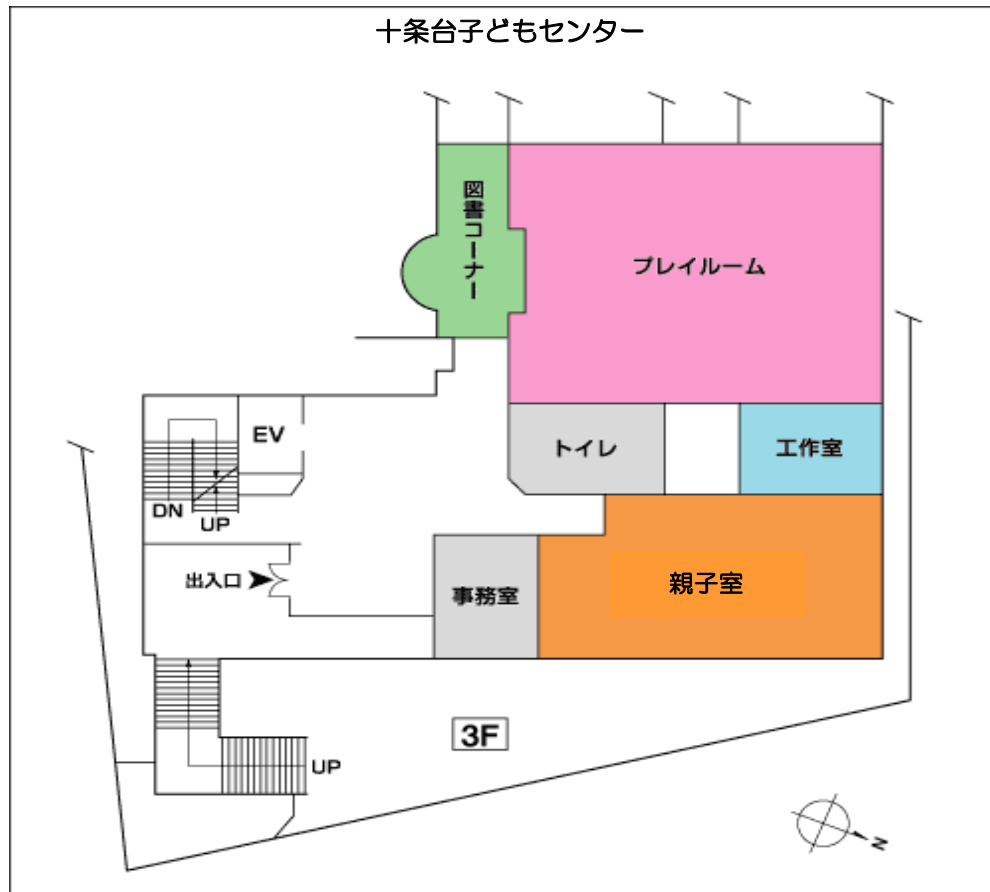 十条台子どもセンター
図書コーナー
プレイルーム
EV
トイレ
工作室
DN
UP
出入口
事務室
親子室
3F
UP
N